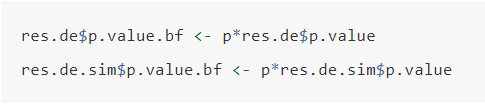 res.de$p.value.bf <- p*res.de$p.value
res.de.sim$p.value.bf <- p*res.de.sim$p.value